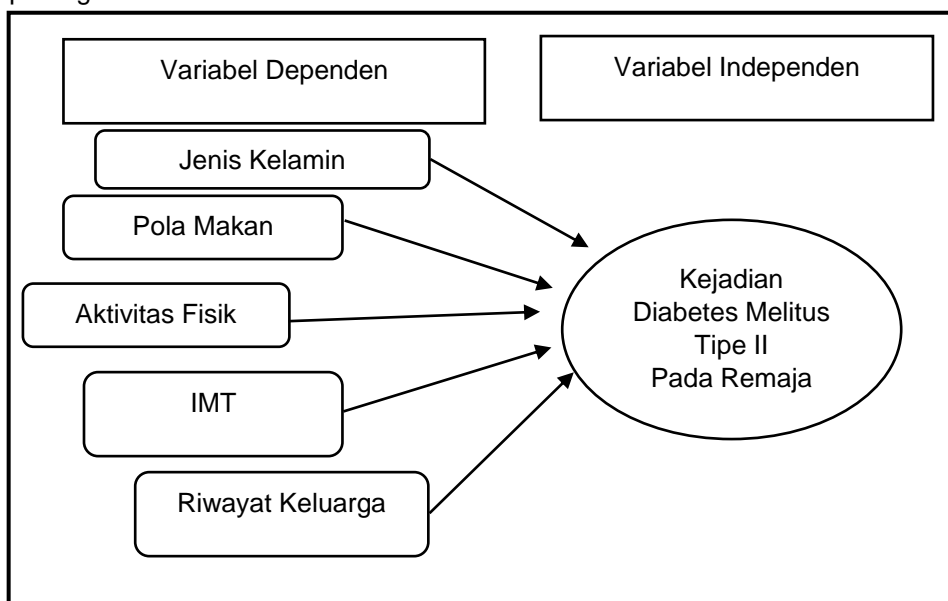 Variabel Dependen
Variabel Independen
Jenis Kelamin
Pola Makan
Aktivitas Fisik
IMT
Riwayat Keluarga
Kejadian
Diabetes Melitus
Tipe II
Pada Remaja